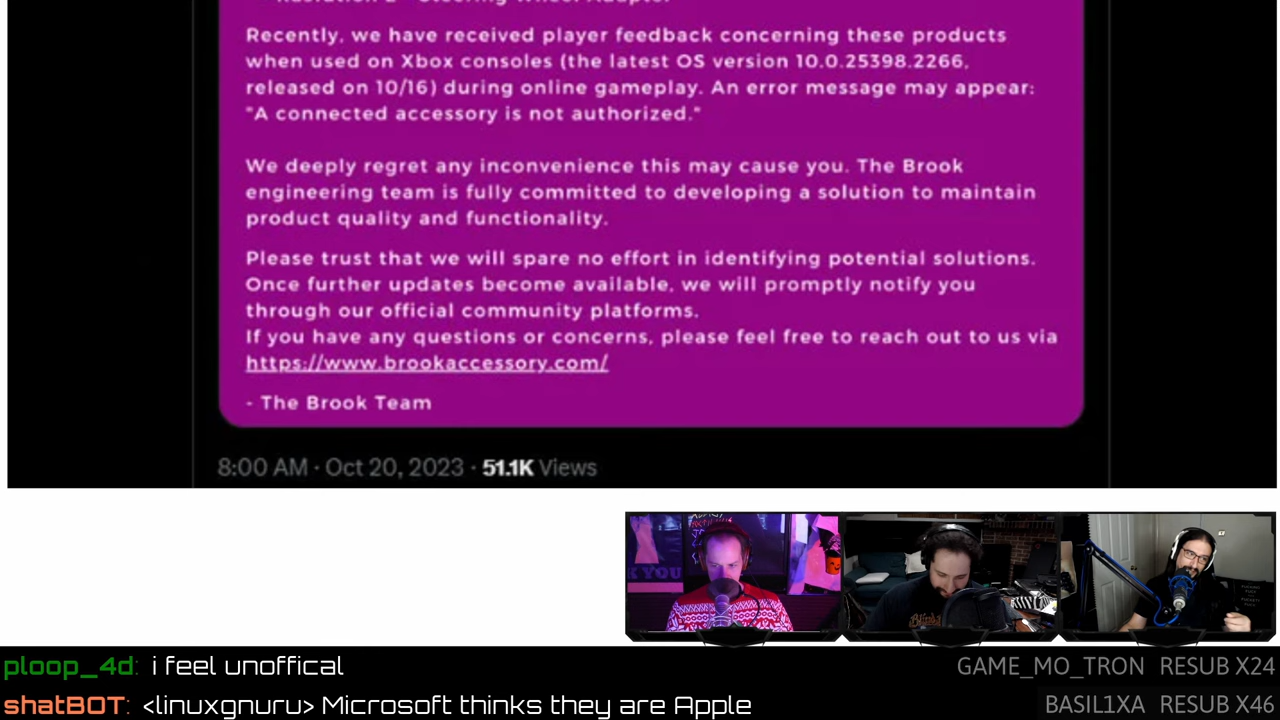 Recently, we have received player feedback concerning these products
when used on Xbox consoles (the latest OS version 10.0.25398.2266,
released on 10/16) during online gameplay. An error message may appear:
"A connected accessory is not authorized."
We deeply regret any inconvenience this may cause you. The Brook
engineering team is fully committed to developing a solution to maintain
product quality and functionality.
Please trust that we will spare no effort in identifying potential solutions.
Once further updates become available, we will promptly notify you
through our official community platforms.
If you have any questions or concerns, please feel free to reach out to us via
https://www.brookaccessory.com/
- The Brook Team
8:00 AM · Oct 20, 2023 · 51.1K Views
K YOU
ploop_4d: i feel unoffical
GAME_MO_TRON RESUB X24
shatBOT: <linuxgnuru> Microsoft thinks they are Apple
BASIL1XA RESUB X46